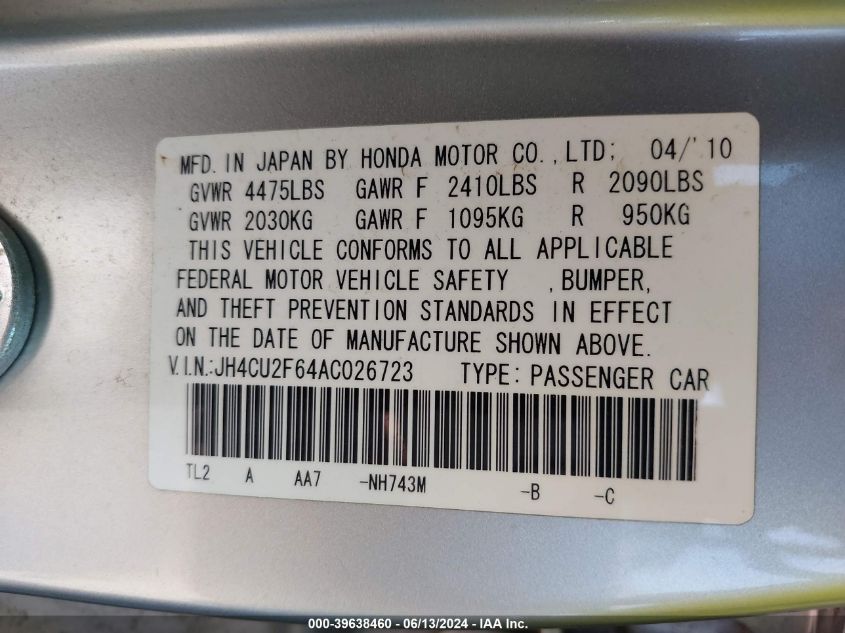 MFD. IN JAPAN BY HONDA MOTOR CO., LTD; 04/'10
GVWR 4475LBS GAWR F 2410LBS R 2090LBS
GVWR 2030KG GAWR F 1095KG R 950KG
THIS VEHICLE CONFORMS TO ALL APPLICABLE
FEDERAL MOTOR VEHICLE SAFETY , BUMPER,
AND THEFT PREVENTION STANDARDS IN EFFECT
ON THE DATE OF MANUFACTURE SHOWN ABOVE.
V.I.N.:JH4CU2F64AC026723 TYPE: PASSENGER CAR
TL2 A AA7 -NH743M -B -C
000-39638460 - 06/13/2024 - IAA Inc.